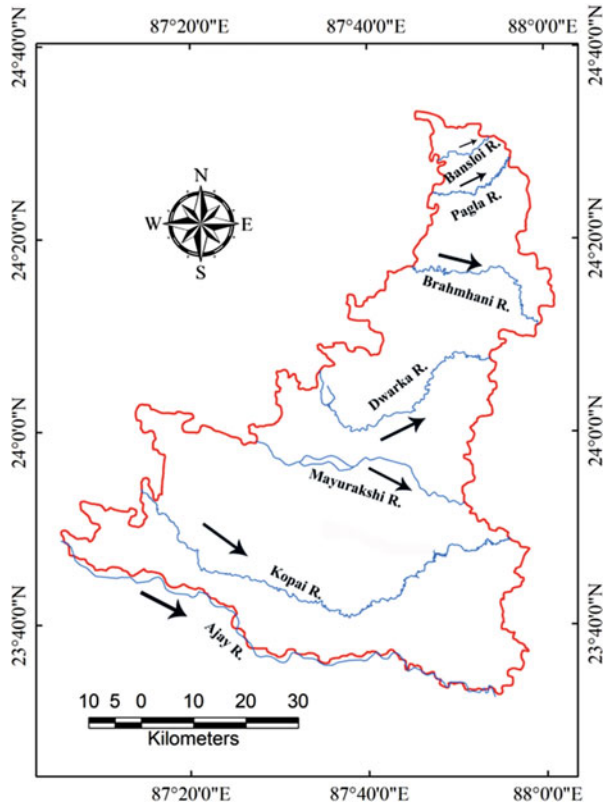 87°20'0"E 87°40'0"E 88°0'0"E
24°40'0"N 24°40'0"N
Bansloi R.
Pagla R.
N
W E
S
24°20'0"N 24°20'0"N
Brahmhani R.
Dwarka R.
24°0'0"N 24°0'0"N
Mayurakshi R.
Kopai R.
23°40'0"N 23°40'0"N
Ajay R.
10 5 0 10 20 30
Kilometers
87°20'0"E 87°40'0"E 88°0'0"E